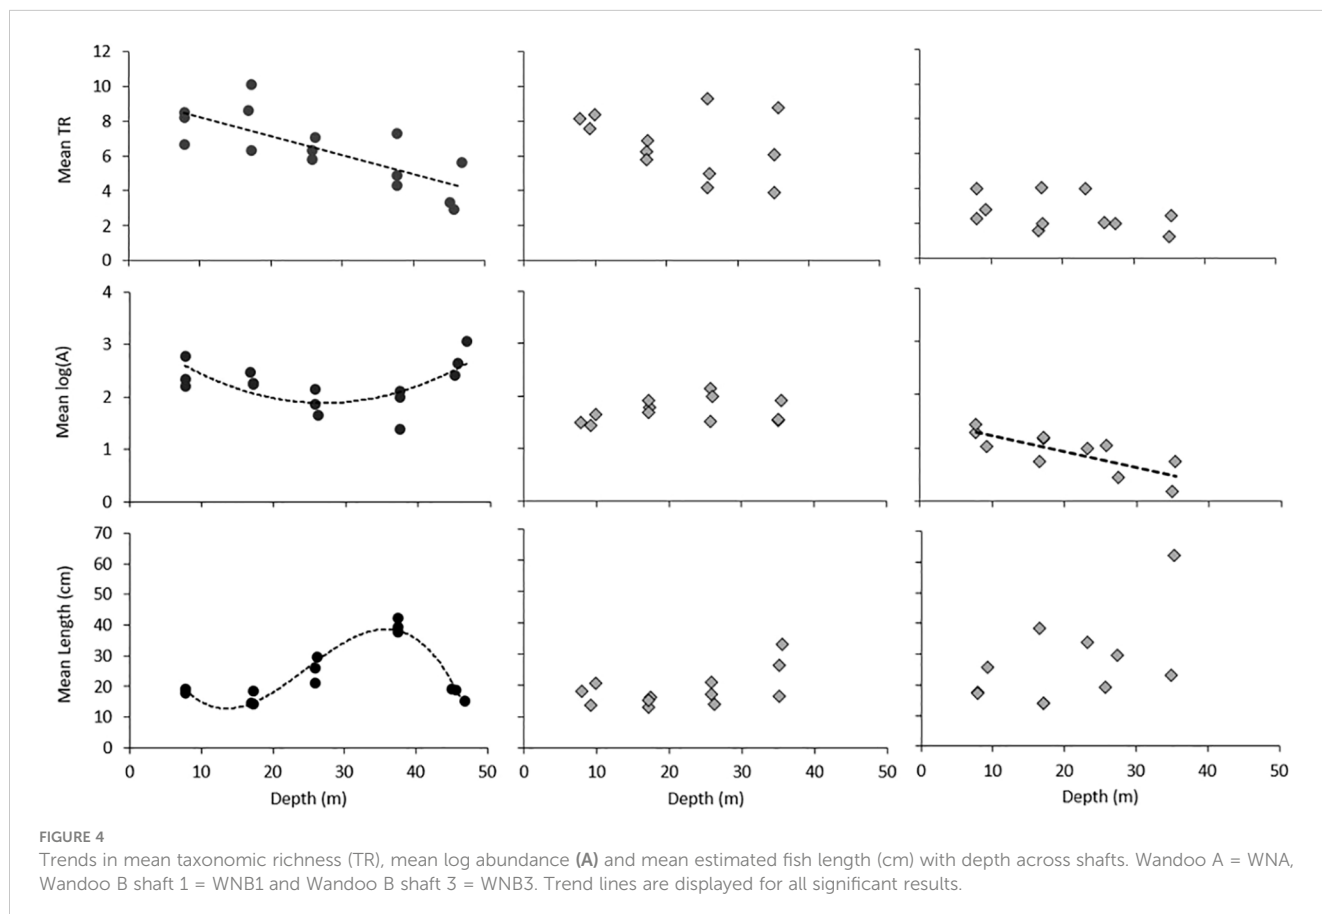 12
10
8
6
4
2
0
Mean TR
4
3
2
1
0
Mean log(A)
70
60
50
40
30
20
10
0
Mean Length (cm)
0 10 20 30 40 50
0 10 20 30 40 50
0 10 20 30 40 50
Depth (m)
Depth (m)
Depth (m)
FIGURE 4
Trends in mean taxonomic richness (TR), mean log abundance (A) and mean estimated fish length (cm) with depth across shafts. Wandoo A = WNA,
Wandoo B shaft 1 = WNB1 and Wandoo B shaft 3 = WNB3. Trend lines are displayed for all significant results.